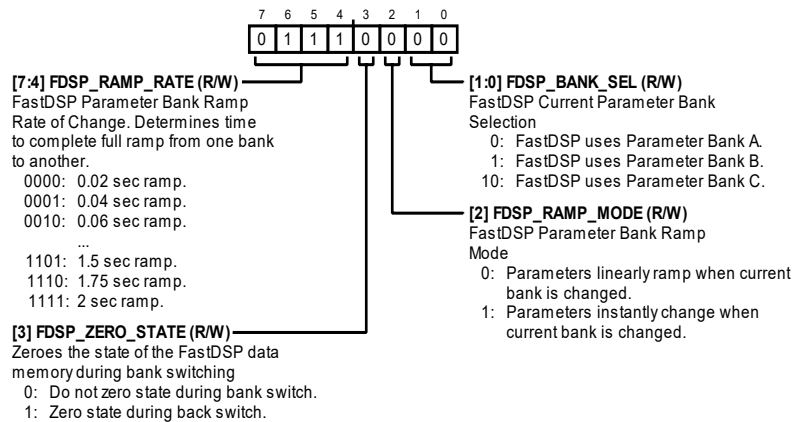 7 6 5 4 3 2 1 0
0 1 1 1 0 0 0 0
[7:4] FDSP_RAMP_RATE (R/W)
FastDSP Parameter Bank Ramp
Rate of Change. Determines time
to complete full ramp from one bank
to another.
0000: 0.02 sec ramp.
0001: 0.04 sec ramp.
0010: 0.06 sec ramp.
...
1101: 1.5 sec ramp.
1110: 1.75 sec ramp.
1111: 2 sec ramp.
[3] FDSP_ZERO_STATE (R/W)
Zeroes the state of the FastDSP data
memory during bank switching
0: Do not zero state during bank switch.
1: Zero state during back switch.
[1:0] FDSP_BANK_SEL (R/W)
FastDSP Current Parameter Bank
Selection
0: FastDSP uses Parameter Bank A.
1: FastDSP uses Parameter Bank B.
10: FastDSP uses Parameter Bank C.
[2] FDSP_RAMP_MODE (R/W)
FastDSP Parameter Bank Ramp
Mode
0: Parameters linearly ramp when current
bank is changed.
1: Parameters instantly change when
current bank is changed.